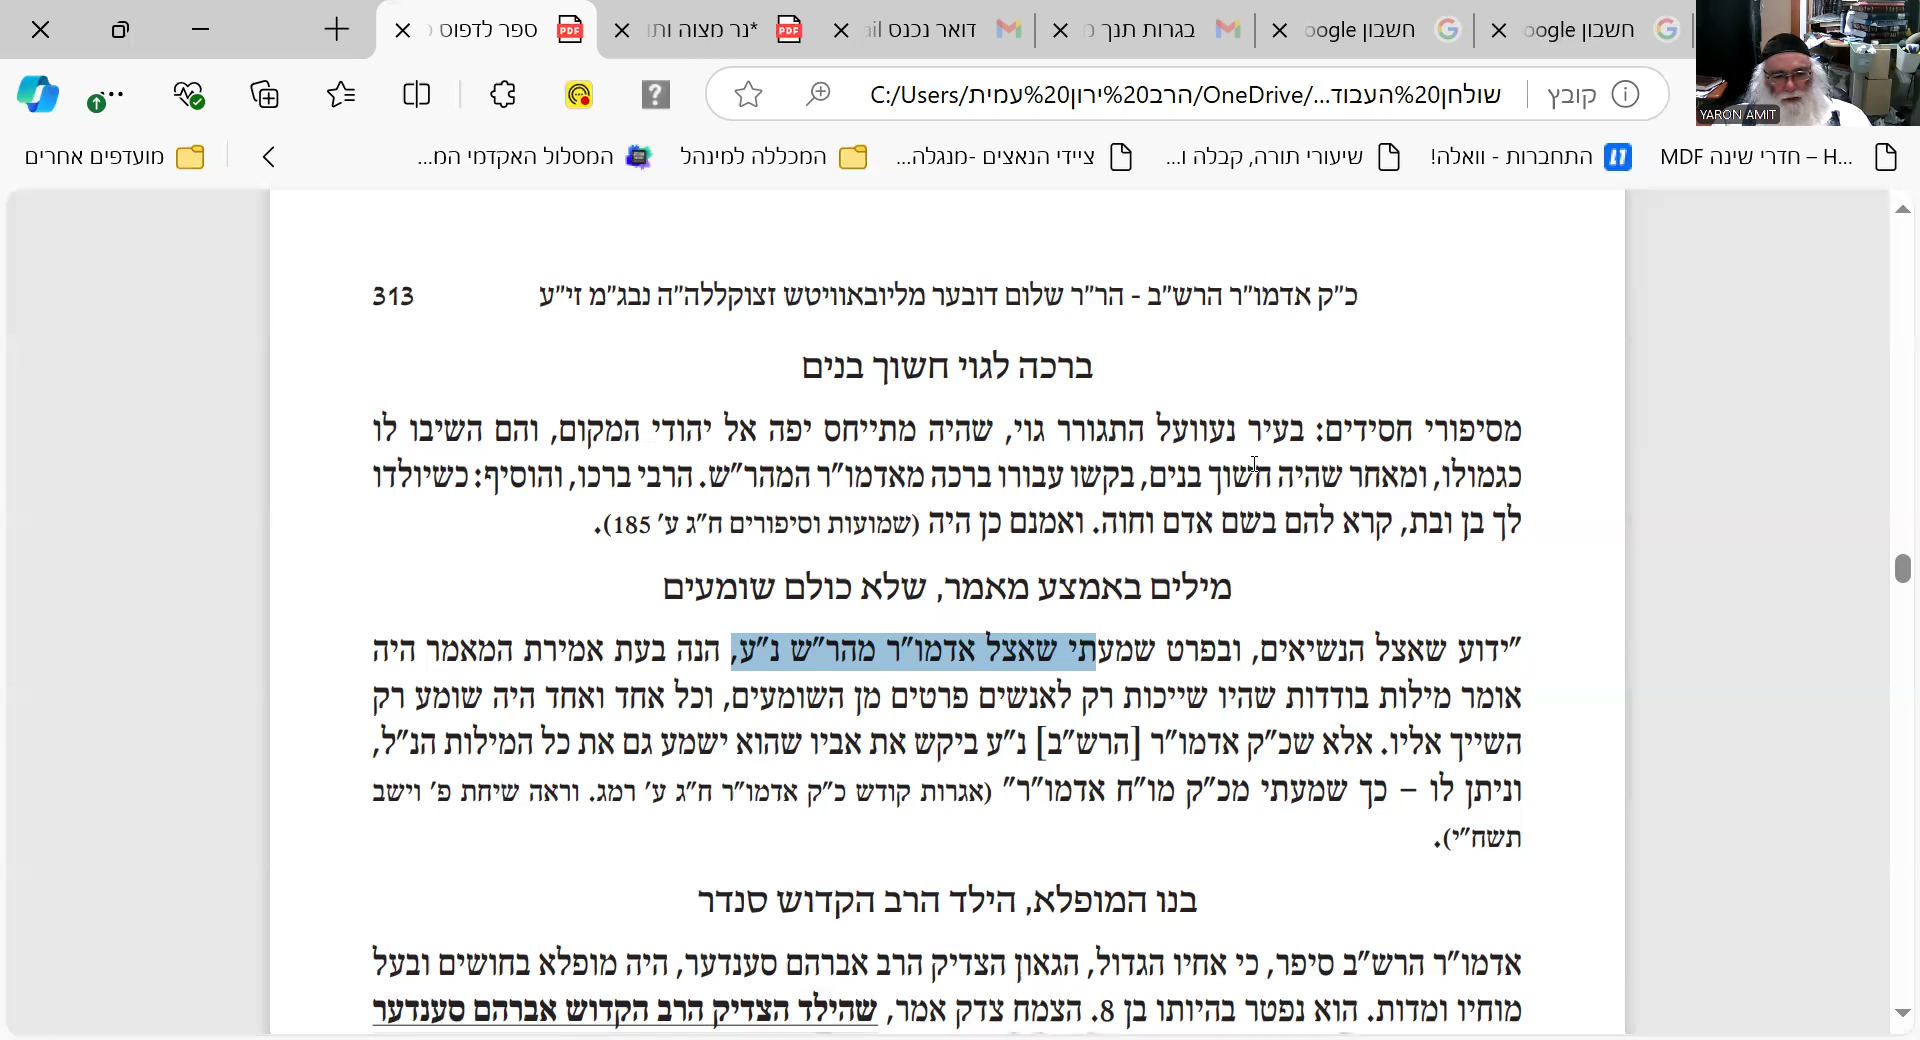 ספר לדפוס
*נר מצוה ותו
דואר נכנס ail
בגרות תנך
חשבון oogle
חשבון oogle
קובץ
C:/Users/הרב%20ירון%20עמית/OneDrive/...שולחן%20העבוד
YARON AMIT
חדרי שינה MDF – H...
התחברות - וואלה!
שיעורי תורה, קבלה ו...
ציידי הנאצים -מנגלה...
המכללה למינהל
המסלול האקדמי המ...
מועדפים אחרים
כ"ק אדמו"ר הרש"ב - הר"ר שלום דובער מליובאוויטש זצוקללה"ה נבג"מ זי"ע 313
ברכה לגוי חשוך בנים
מסיפורי חסידים: בעיר נעוועל התגורר גוי, שהיה מתייחס יפה אל יהודי המקום, והם השיבו לו
כגמולו, ומאחר שהיה חשוך בנים, בקשו עבורו ברכה מאדמו"ר המהר"ש. הרבי ברכו, והוסיף: כשיולדו
לך בן ובת, קרא להם בשם אדם וחוה. ואמנם כן היה (שמועות וסיפורים ח"ג ע' 185).
מילים באמצע מאמר, שלא כולם שומעים
"ידוע שאצל הנשיאים, ובפרט שמעתי שאצל אדמו"ר מהר"ש נ"ע, הנה בעת אמירת המאמר היה
אומר מילות בודדות שהיו שייכות רק לאנשים פרטים מן השומעים, וכל אחד ואחד היה שומע רק
השייך אליו. אלא שכ"ק אדמו"ר [הרש"ב] נ"ע ביקש את אביו שהוא ישמע גם את כל המילות הנ"ל,
וניתן לו – כך שמעתי מכ"ק מו"ח אדמו"ר" (אגרות קודש כ"ק אדמו"ר ח"ג ע' רמג. וראה שיחת פ' וישב
תשח"י).
בנו המופלא, הילד הרב הקדוש סנדר
אדמו"ר הרש"ב סיפר, כי אחיו הגדול, הגאון הצדיק הרב אברהם סענדער, היה מופלא בחושים ובעל
מוחיו ומדות. הוא נפטר בהיותו בן 8. הצמח צדק אמר, שהילד הצדיק הרב הקדוש אברהם סענדער